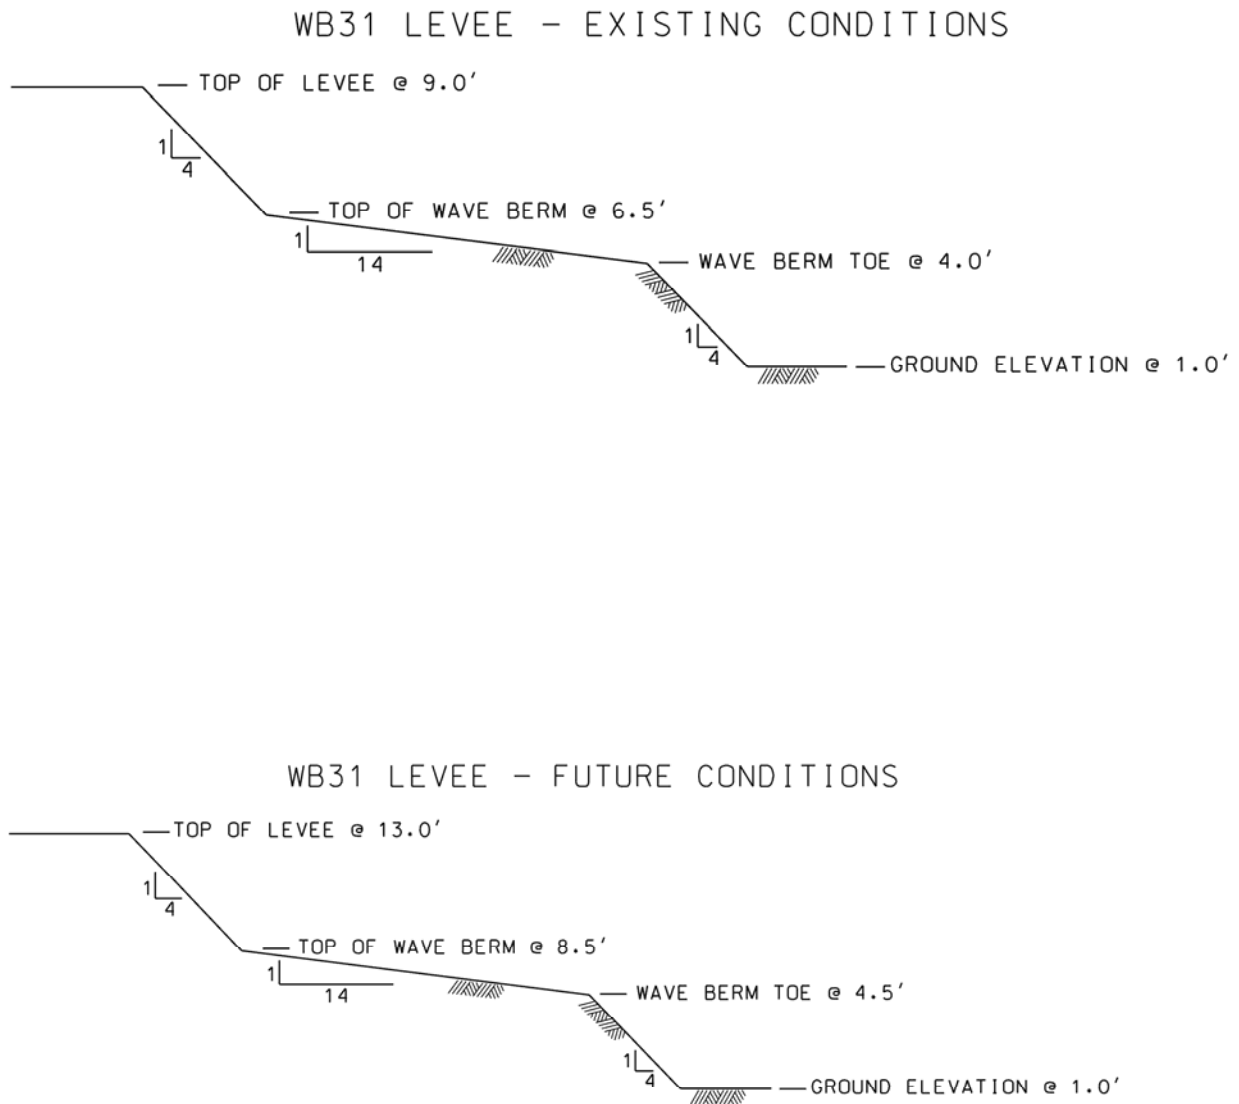 WB31 LEVEE - EXISTING CONDITIONS
TOP OF LEVEE @ 9.0'
1
4
TOP OF WAVE BERM @ 6.5'
1
14
WAVE BERM TOE @ 4.0'
1
4
GROUND ELEVATION @ 1.0'
WB31 LEVEE - FUTURE CONDITIONS
TOP OF LEVEE @ 13.0'
1
4
TOP OF WAVE BERM @ 8.5'
1
14
WAVE BERM TOE @ 4.5'
1
4
GROUND ELEVATION @ 1.0'